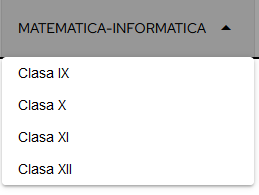 MATEMATICA-INFORMATICA
Clasa IX
Clasa X
Clasa XI
Clasa XII